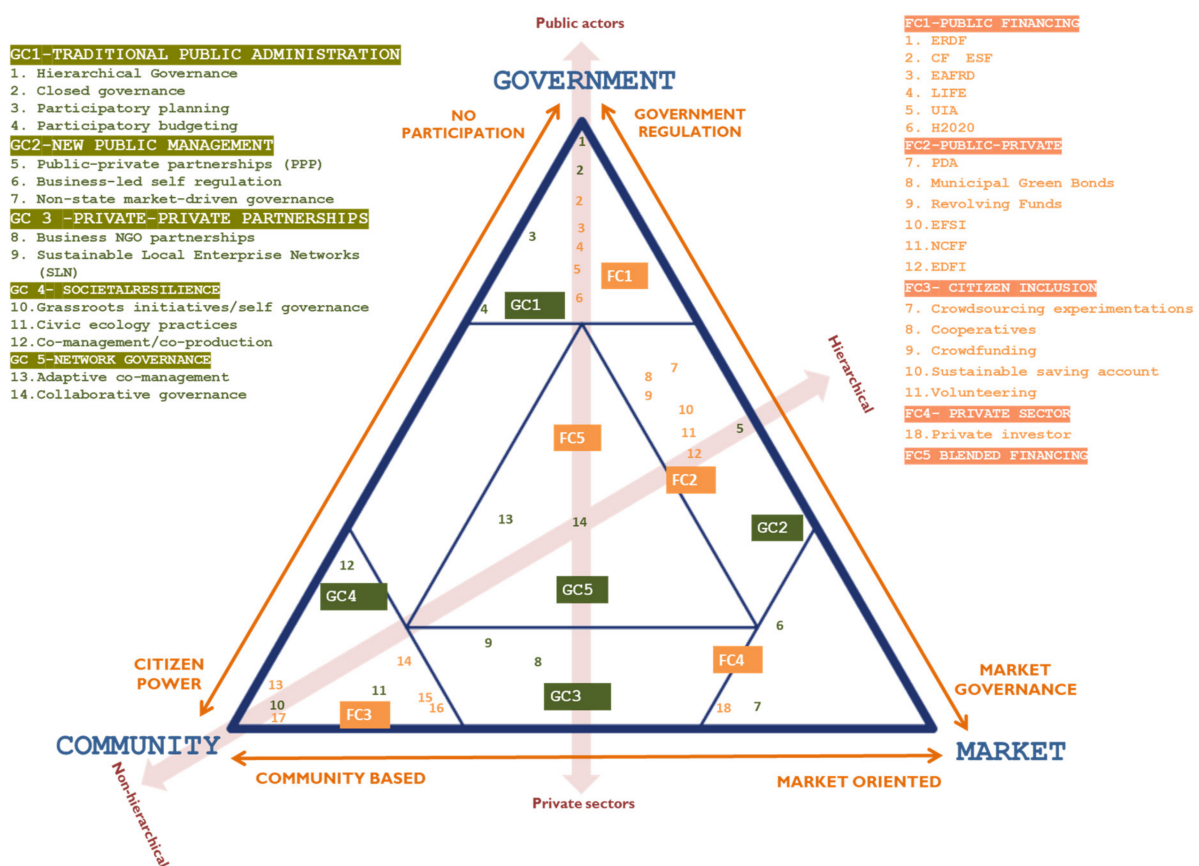 Public actors
GOVERNMENT
GC1-TRADITIONAL PUBLIC ADMINISTRATION
1. Hierarchical Governance
2. Closed governance
3. Participatory planning
4. Participatory budgeting
GC2-NEW PUBLIC MANAGEMENT
5. Public-private partnerships (PPP)
6. Business-led self regulation
7. Non-state market-driven governance
GC 3 -PRIVATE-PRIVATE PARTNERSHIPS
8. Business NGO partnerships
9. Sustainable Local Enterprise Networks
(SLN)
GC 4- SOCIETALRESILIENCE
10.Grassroots initiatives/self governance
11.Civic ecology practices
12.Co-management/co-production
GC 5-NETWORK GOVERNANCE
13.Adaptive co-management
14.Collaborative governance
FC1-PUBLIC FINANCING
1. ERDF
2. CF ESF
3. EAFRD
4. LIFE
5. UIA
6. H2020
FC2-PUBLIC-PRIVATE
7. PDA
8. Municipal Green Bonds
9. Revolving Funds
10.EFSI
11.NCFF
12.EDFI
FC3- CITIZEN INCLUSION
7. Crowdsourcing experimentations
8. Cooperatives
9. Crowdfunding
10.Sustainable saving account
11.Volunteering
FC4- PRIVATE SECTOR
18.Private investor
FC5 BLENDED FINANCING
NO
PARTICIPATION
GOVERNMENT
REGULATION
1
2
2
3
3
4
5
FC1
6
4
GC1
Hierarchical
7
8
9
10
11
5
12
FC5
FC2
13
14
GC2
12
GC4
GC5
6
9
8
14
FC4
13
11
10
17
15
16
FC3
GC3
18
7
CITIZEN
POWER
MARKET
GOVERNANCE
COMMUNITY
MARKET
COMMUNITY BASED
MARKET ORIENTED
Non-hierarchical
Private sectors